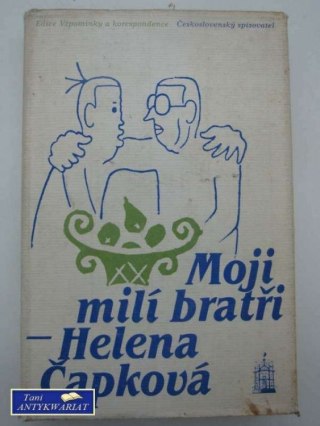 Edice Vzpomínky a korespondence Československý spisovatel
Moji
milí bratři
– Helena
Čapková
Tani
ANTYKWARIAT